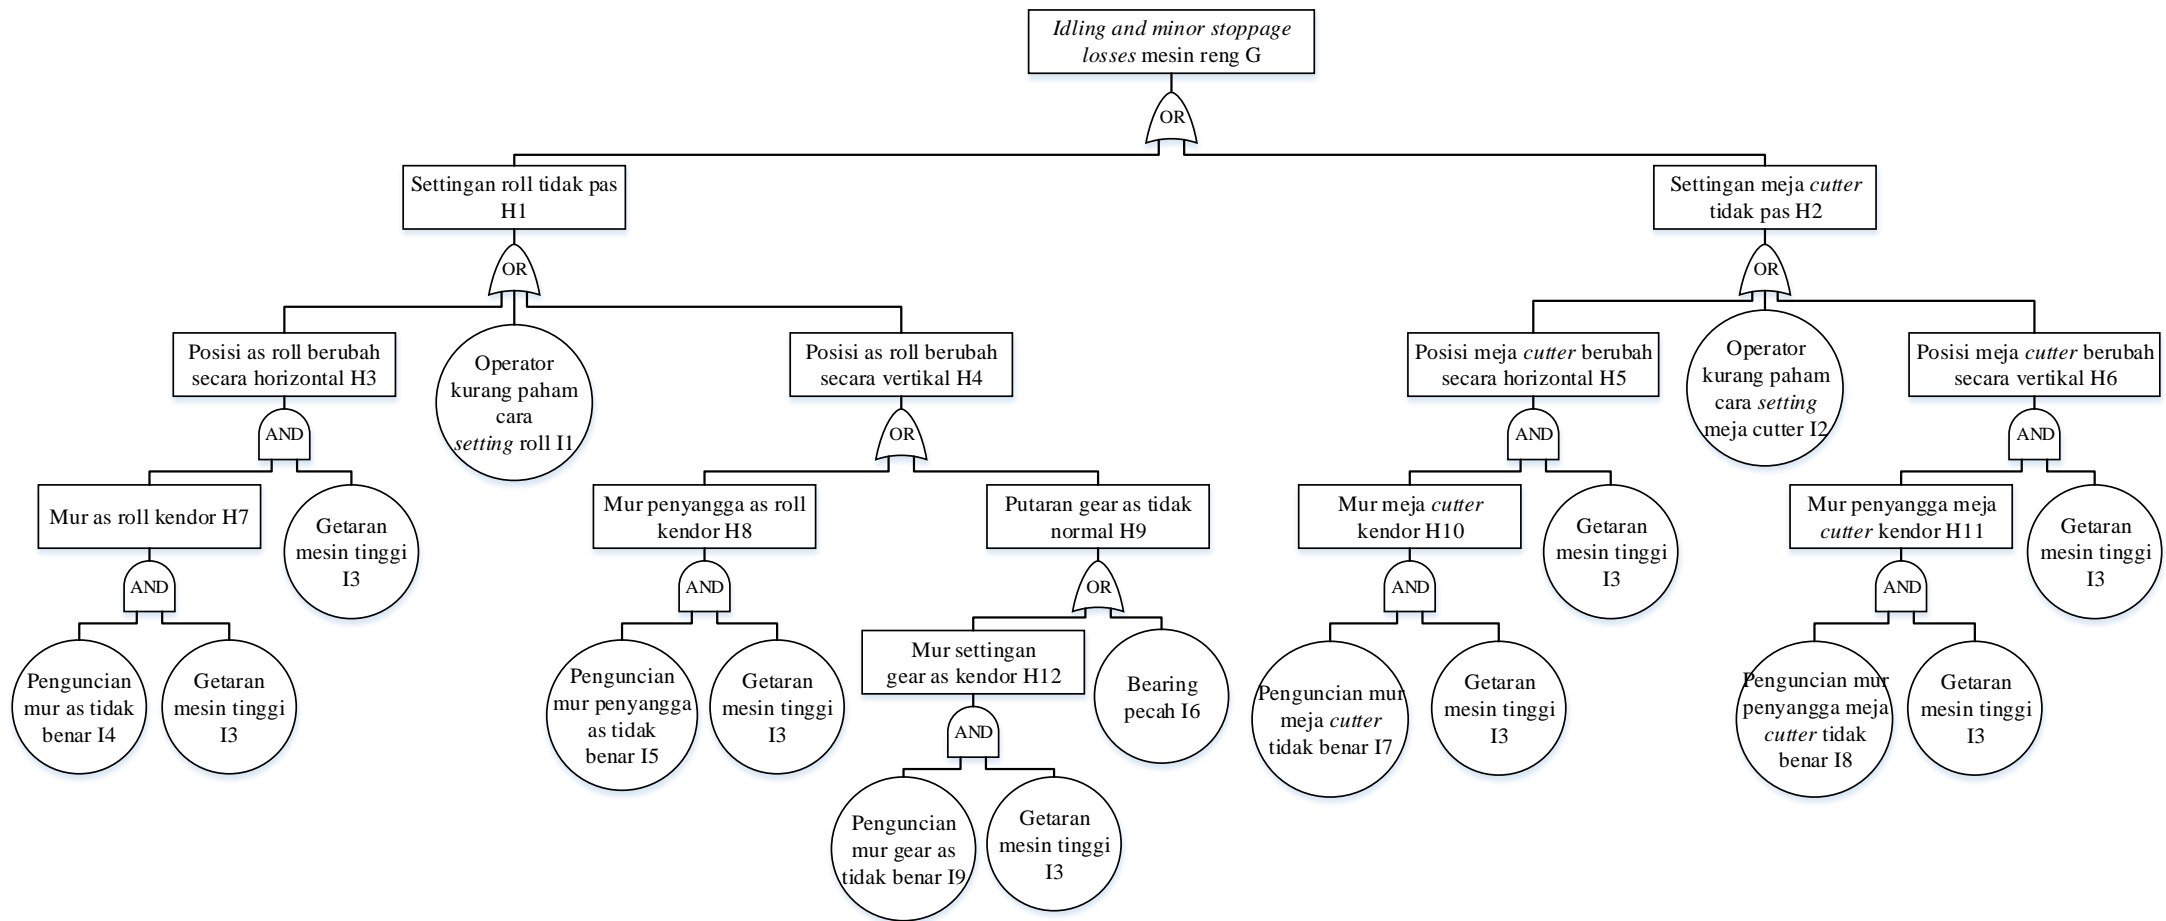 Idling and minor stoppage
losses mesin reng G
OR
Settingan roll tidak pas
H1
Settingan meja cutter
tidak pas H2
OR
OR
Posisi as roll berubah
secara horizontal H3
Operator
kurang paham
cara
setting roll I1
Posisi as roll berubah
secara vertikal H4
Posisi meja cutter berubah
secara horizontal H5
Operator
kurang paham
cara setting
meja cutter I2
Posisi meja cutter berubah
secara vertikal H6
AND
OR
AND
AND
Mur as roll kendor H7
Getaran
mesin tinggi
I3
Mur penyangga as roll
kendor H8
Putaran gear as tidak
normal H9
Mur meja cutter
kendor H10
Getaran
mesin tinggi
I3
Mur penyangga meja
cutter kendor H11
Getaran
mesin tinggi
I3
AND
AND
OR
AND
AND
Penguncian
mur as tidak
benar I4
Getaran
mesin tinggi
I3
Penguncian
mur penyangga
as tidak
benar I5
Getaran
mesin tinggi
I3
Mur settingan
gear as kendor H12
Bearing
pecah I6
Penguncian mur
meja cutter
tidak benar I7
Getaran
mesin tinggi
I3
Penguncian mur
penyangga meja
cutter tidak
benar I8
Getaran
mesin tinggi
I3
AND
Penguncian
mur gear as
tidak benar I9
Getaran
mesin tinggi
I3